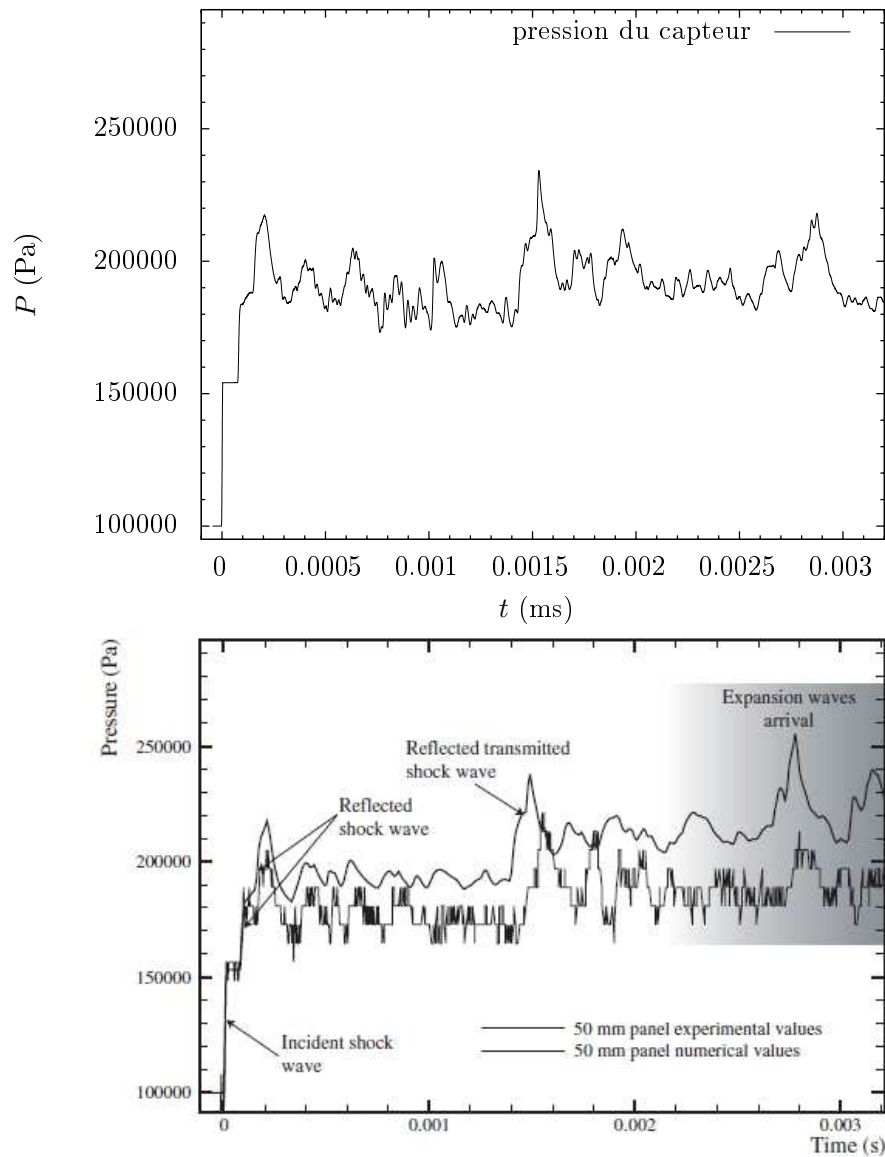 pression du capteur
250000
200000
150000
100000
P (Pa)
0 0.0005 0.001 0.0015 0.002 0.0025 0.003
t (ms)
Pressure (Pa)
Expansion waves
arrival
250000
Reflected transmitted
shock wave
Reflected
shock wave
200000
150000
50 mm panel experimental values
50 mm panel numerical values
Incident shock
wave
100000
0 0.001 0.002 0.003
Time (s)